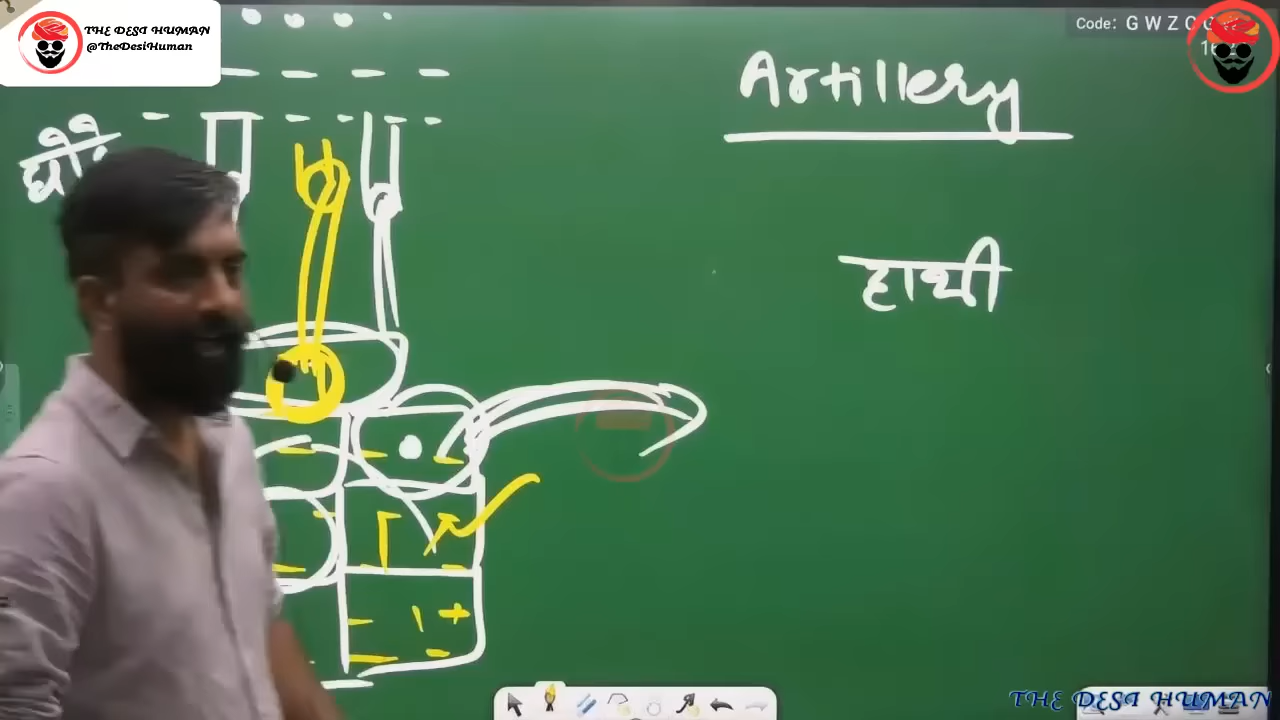 THE DESI HUMAN
@TheDesiHuman
Code: G W Z
Artillery
हाथी
THE DESI HUMAN